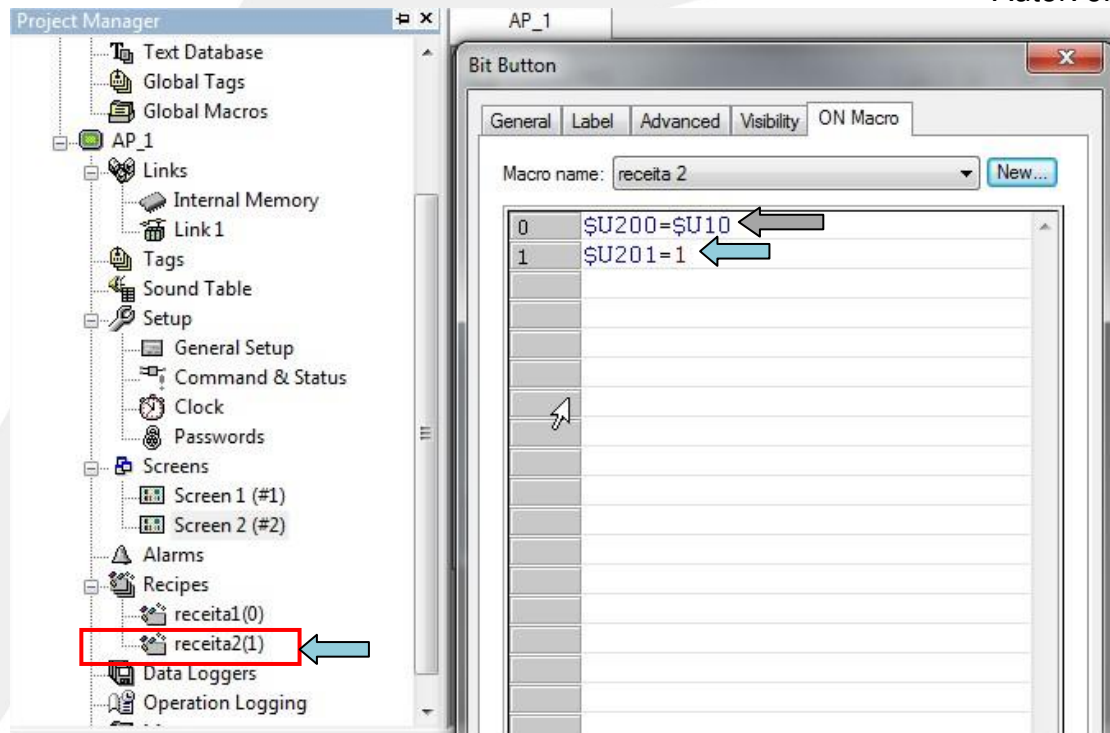 Project Manager
Text Database
Global Tags
Global Macros
AP_1
Links
Internal Memory
Link 1
Tags
Sound Table
Setup
General Setup
Command & Status
Clock
Passwords
Screens
Screen 1 (#1)
Screen 2 (#2)
Alarms
Recipes
receita1(0)
receita2(1)
Data Loggers
Operation Logging
AP_1
Bit Button
General Label Advanced Visibility ON Macro
Macro name: receita 2 New...
0 $U200=$U10
1 $U201=1